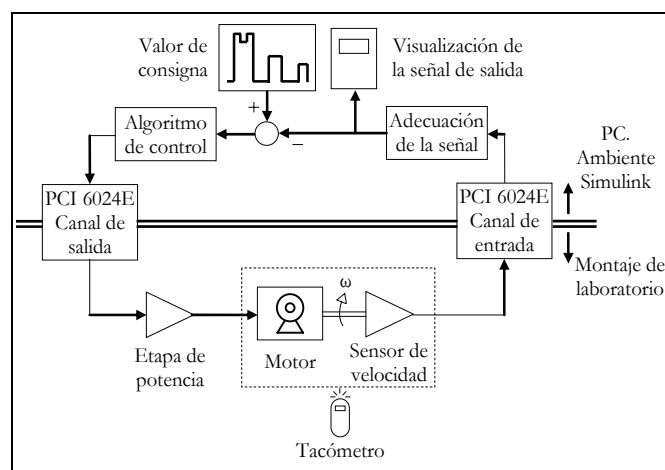 Valor de
consigna
Visualización de
la señal de salida
+
−
Algoritmo
de control
Adecuación
de la señal
PC.
Ambiente
Simulink
PCI 6024E
Canal de
salida
PCI 6024E
Canal de
entrada
Montaje de
laboratorio
ω
Etapa de
potencia
Motor
Sensor de
velocidad
Tacómetro